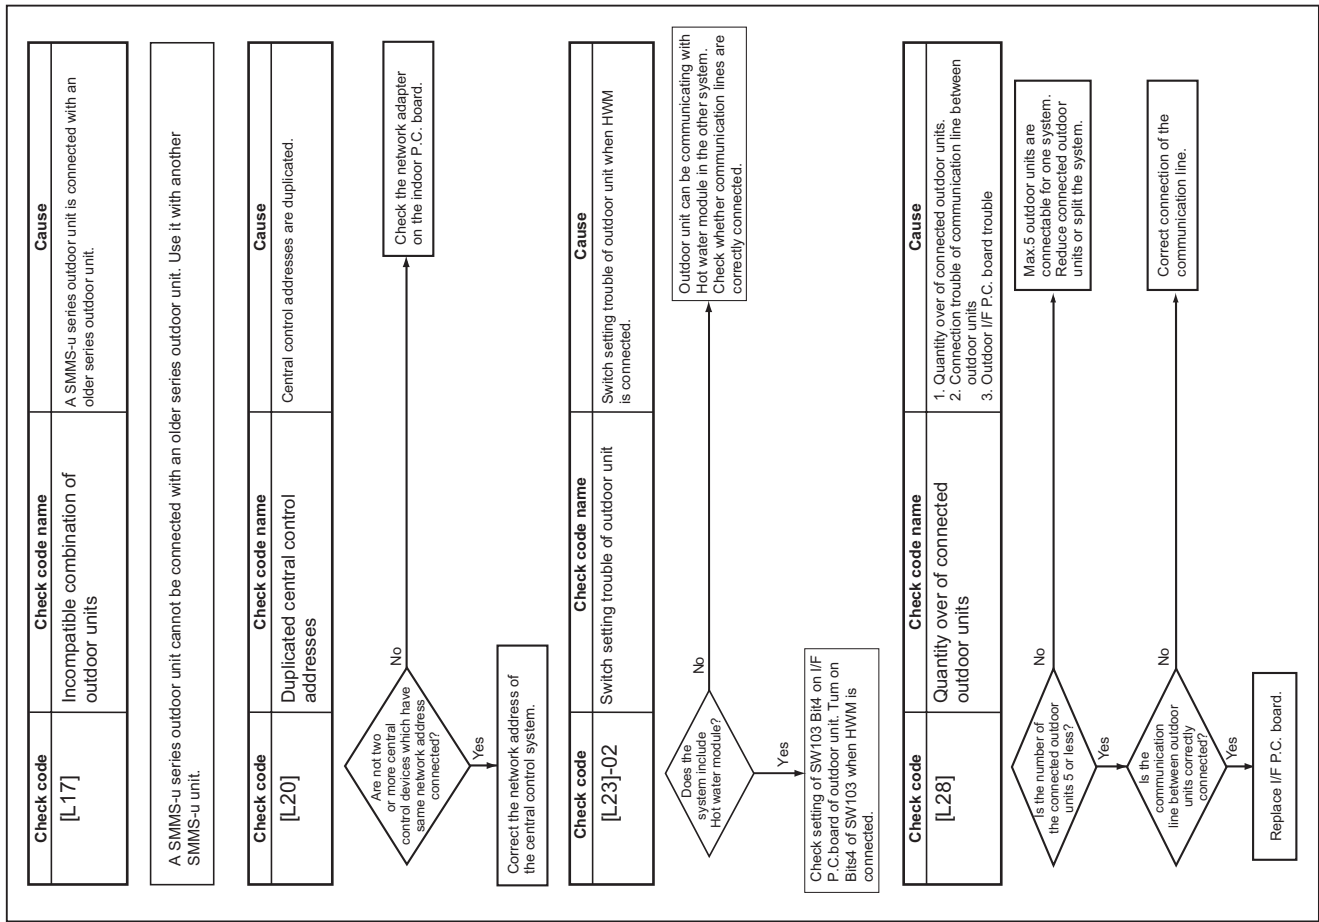 Check code
Check code name
Cause
[L17]
Incompatible combination of
outdoor units
A SMMS-u series outdoor unit is connected with an
older series outdoor unit.
A SMMS-u series outdoor unit cannot be connected with an older series outdoor unit. Use it with another
SMMS-u unit.
Check code
Check code name
Cause
[L20]
Duplicated central control
addresses
Central control addresses are duplicated.
Are not two
or more central
control devices which have
same network address
connected?
No
Check the network adapter
on the indoor P.C. board.
Yes
Correct the network address of
the central control system.
Check code
Check code name
Cause
[L23]-02
Switch setting trouble of outdoor unit
Switch setting trouble of outdoor unit when HWM
is connected.
Does the
system include
Hot water module?
No
Outdoor unit can be communicating with
Hot water module in the other system.
Check whether communication lines are
correctly connected.
Yes
Check setting of SW103 Bit4 on I/F
P.C.board of outdoor unit. Turn on
Bits4 of SW103 when HWM is
connected.
Check code
Check code name
Cause
[L28]
Quantity over of connected
outdoor units
1. Quantity over of connected outdoor units.
2. Connection trouble of communication line between
outdoor units
3. Outdoor I/F P.C. board trouble
Is the number of
the connected outdoor
units 5 or less?
No
Max.5 outdoor units are
connectable for one system.
Reduce connected outdoor
units or split the system.
Yes
Is the
communication
line between outdoor
units correctly
connected?
No
Correct connection of the
communication line.
Yes
Replace I/F P.C. board.